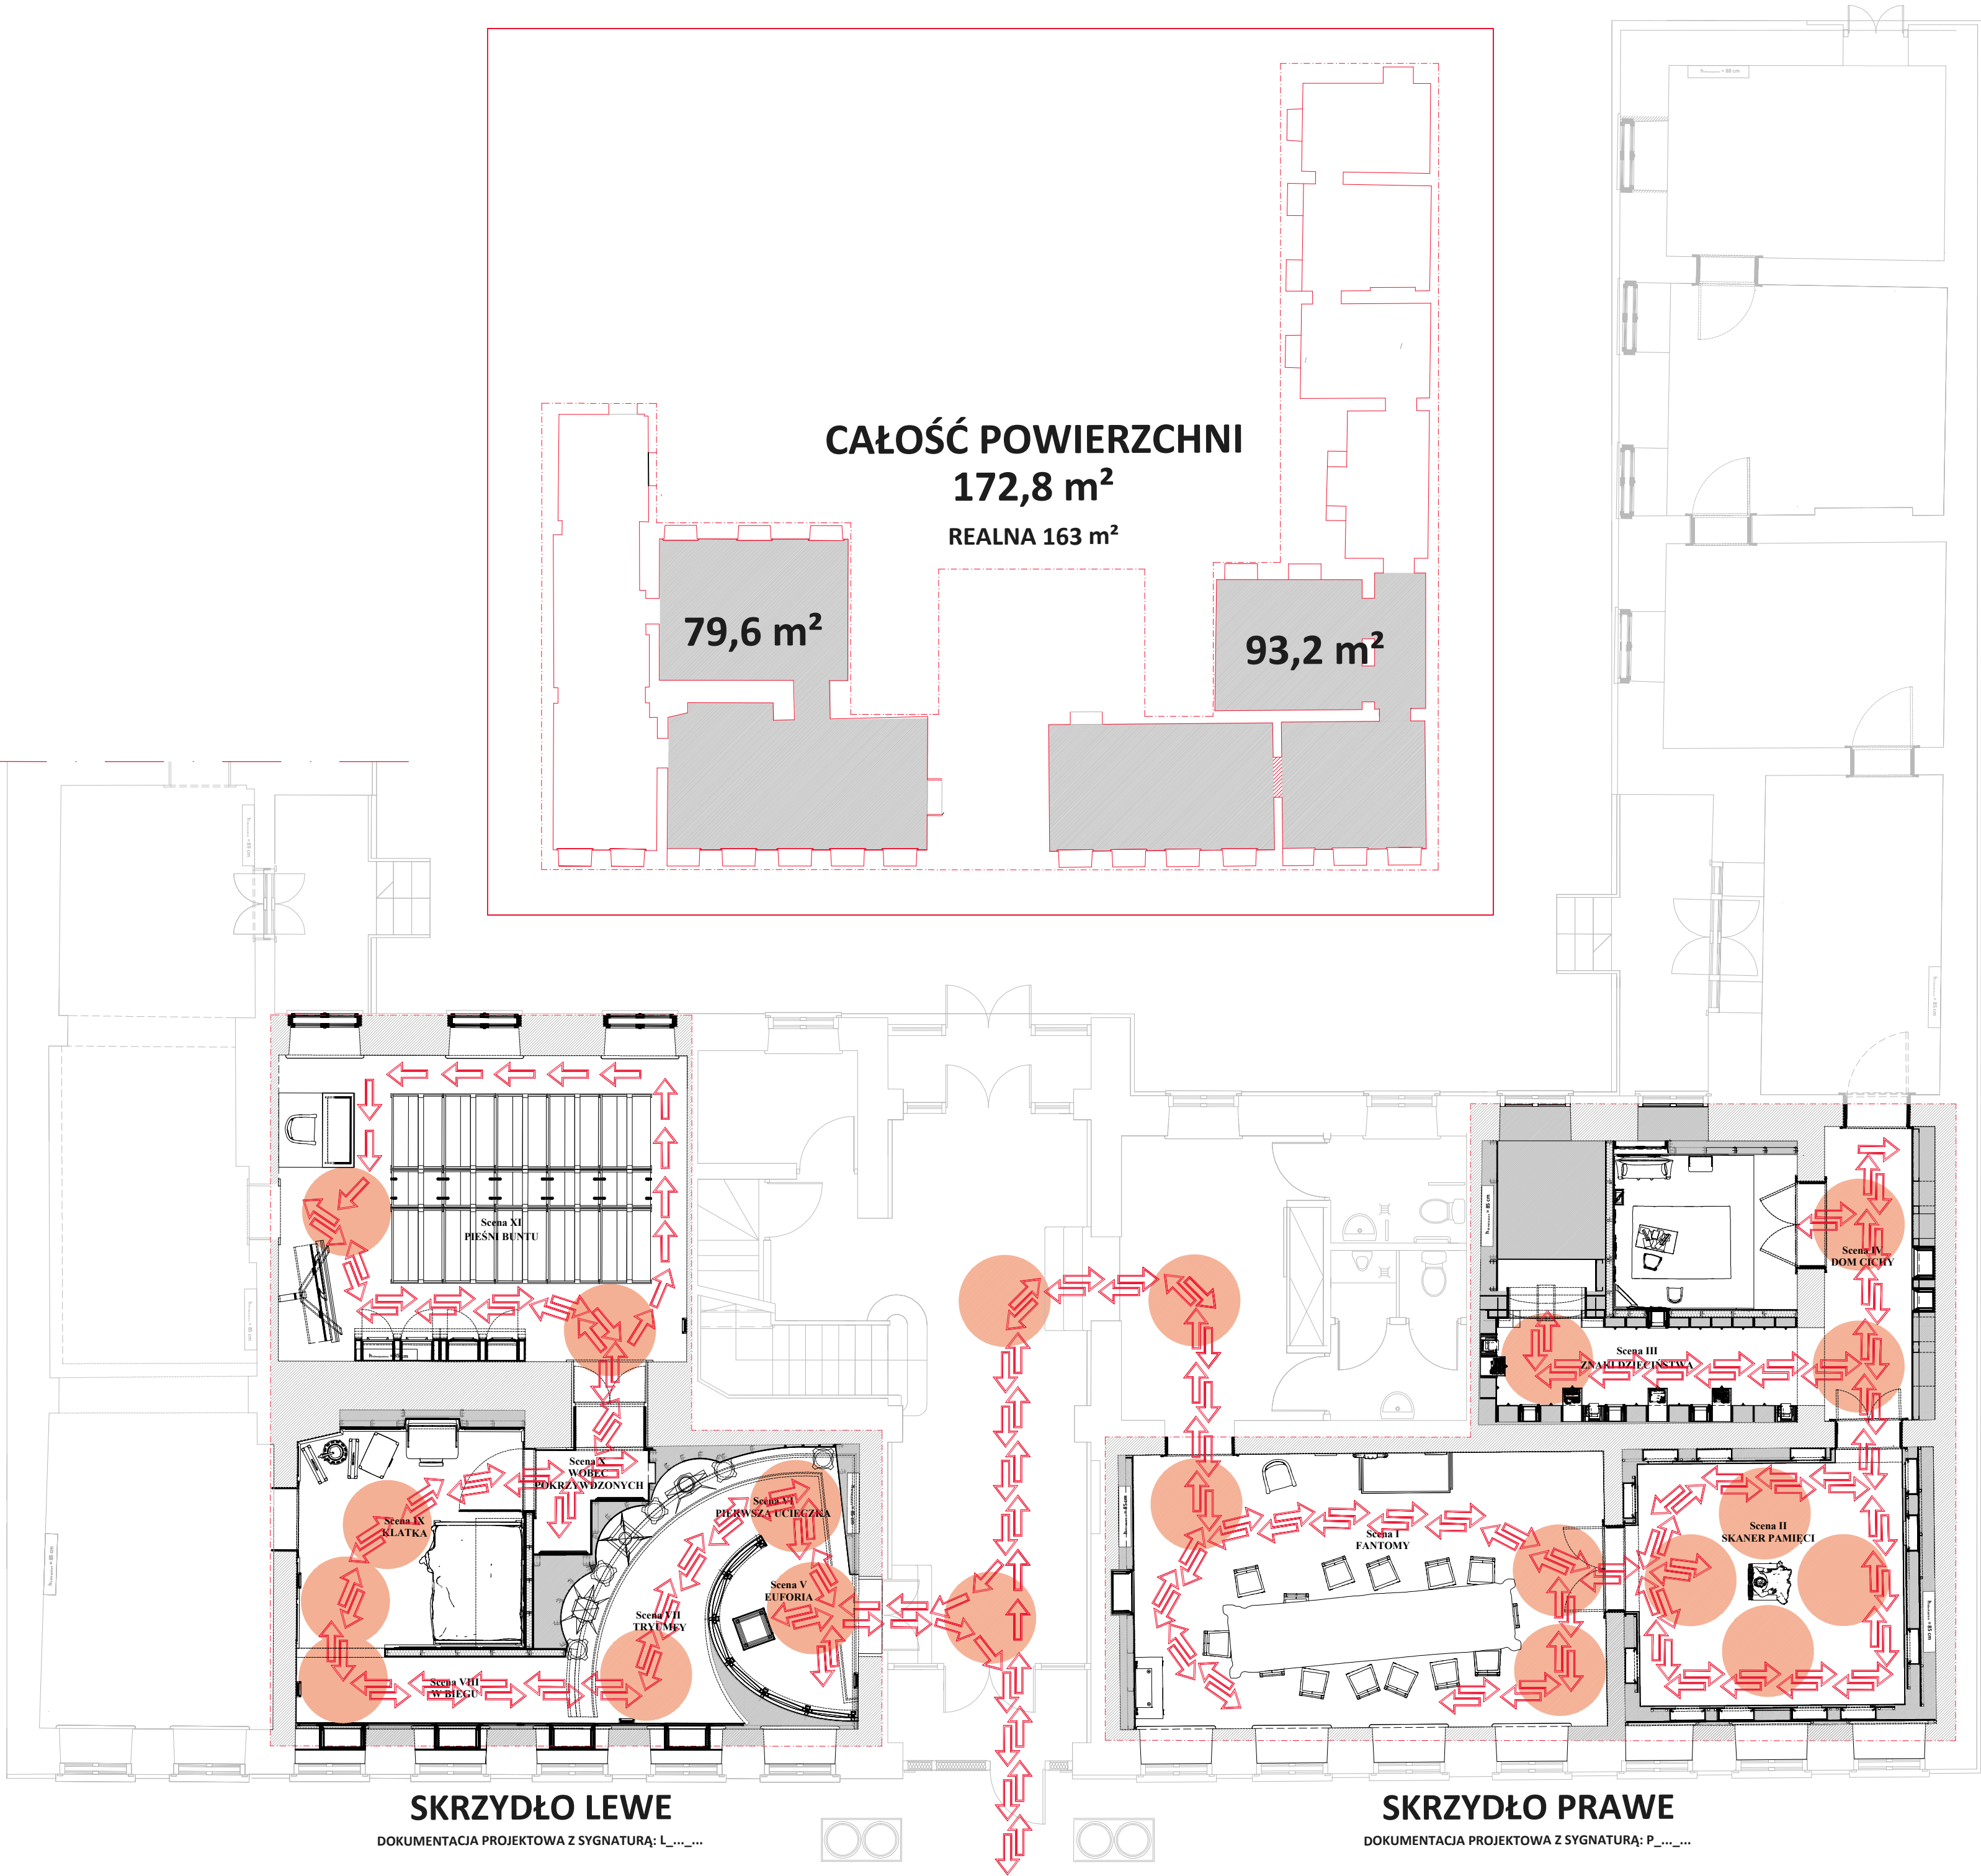 CAŁOŚĆ POWIERZCHNI
172,8 m²
REALNA 163 m²
79,6 m²
93,2 m²
Scena XI
PIEŚNI BUNTU
Scena X
WOBEC
POKRZYWDZONYCH
Scena IX
KLATKA
Scena VI
PIERWSZA UCIECZKA
Scena V
EUFORIA
Scena VII
TRYUMFY
Scena VIII
W BIEGU
Scena IV
DOM CICHY
Scena III
ZNAKI DZIECIŃSTWA
Scena I
FANTOMY
Scena II
SKANER PAMIĘCI
SKRZYDŁO LEWE
DOKUMENTACJA PROJEKTOWA Z SYGNATURĄ: L_..._...
SKRZYDŁO PRAWE
DOKUMENTACJA PROJEKTOWA Z SYGNATURĄ: P_..._...